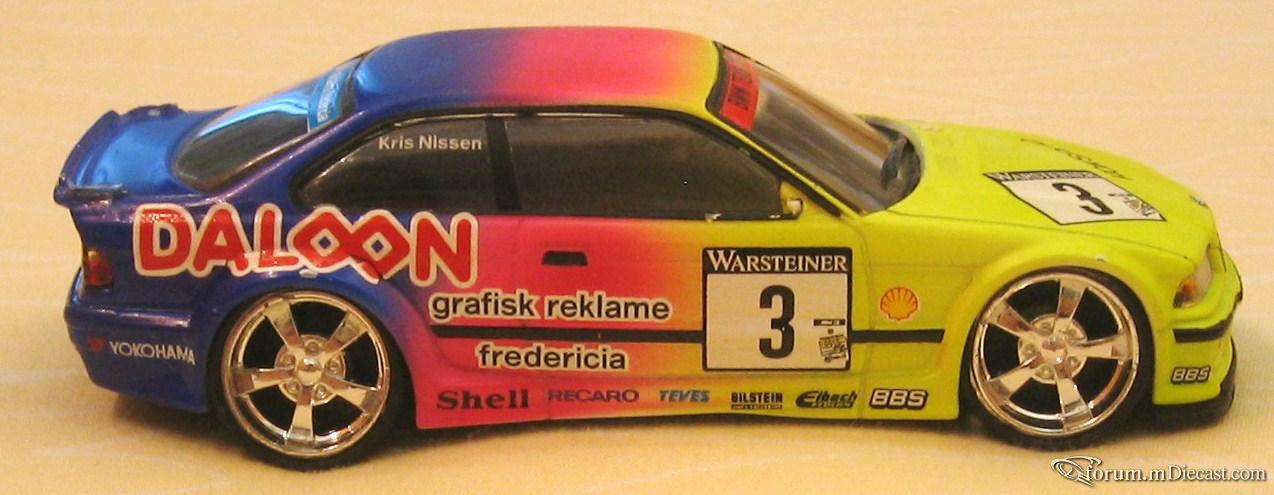 Kris Nissen
DALOON
grafisk reklame
fredericia
WARSTEINER
3
WARSTEINER
3
YOKOHAMA
Shell
RECARO
TEVES
BILSTEIN
Eibach
BBS
BBS
forum.mDiecast.com